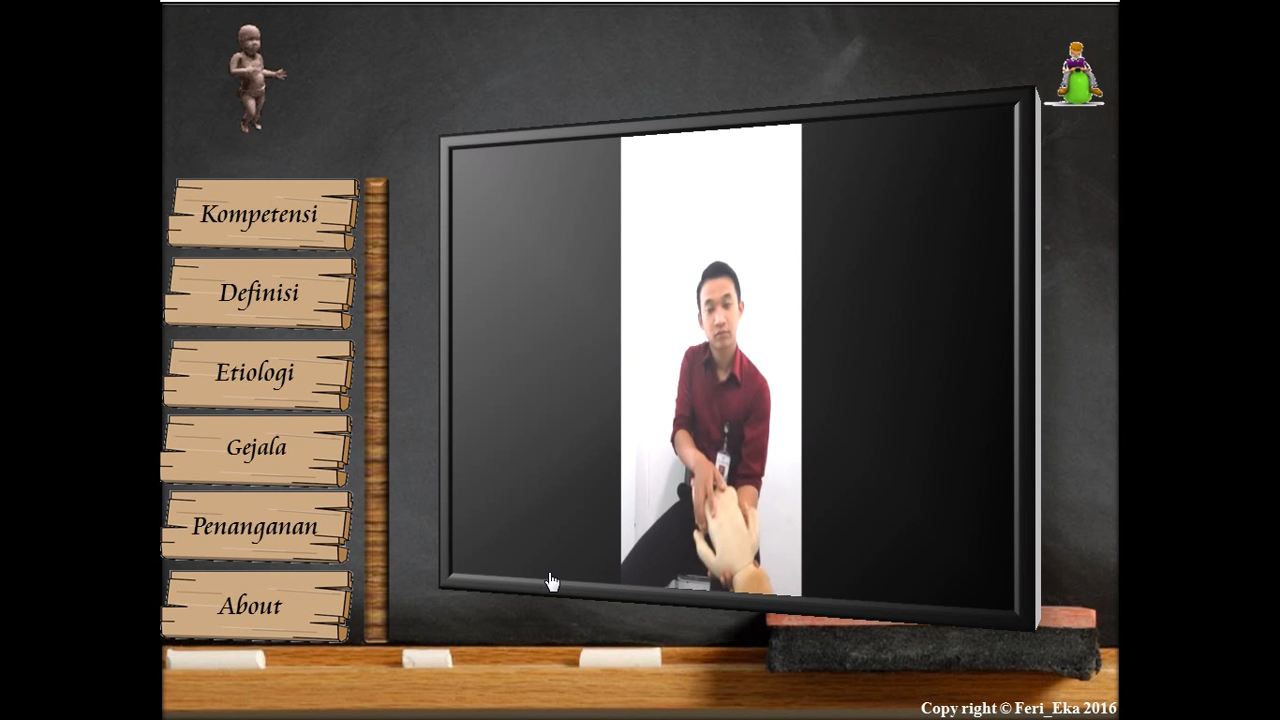 Kompetensi
Definisi
Etiologi
Gejala
Penanganan
About
Copy right © Feri_Eka 2016